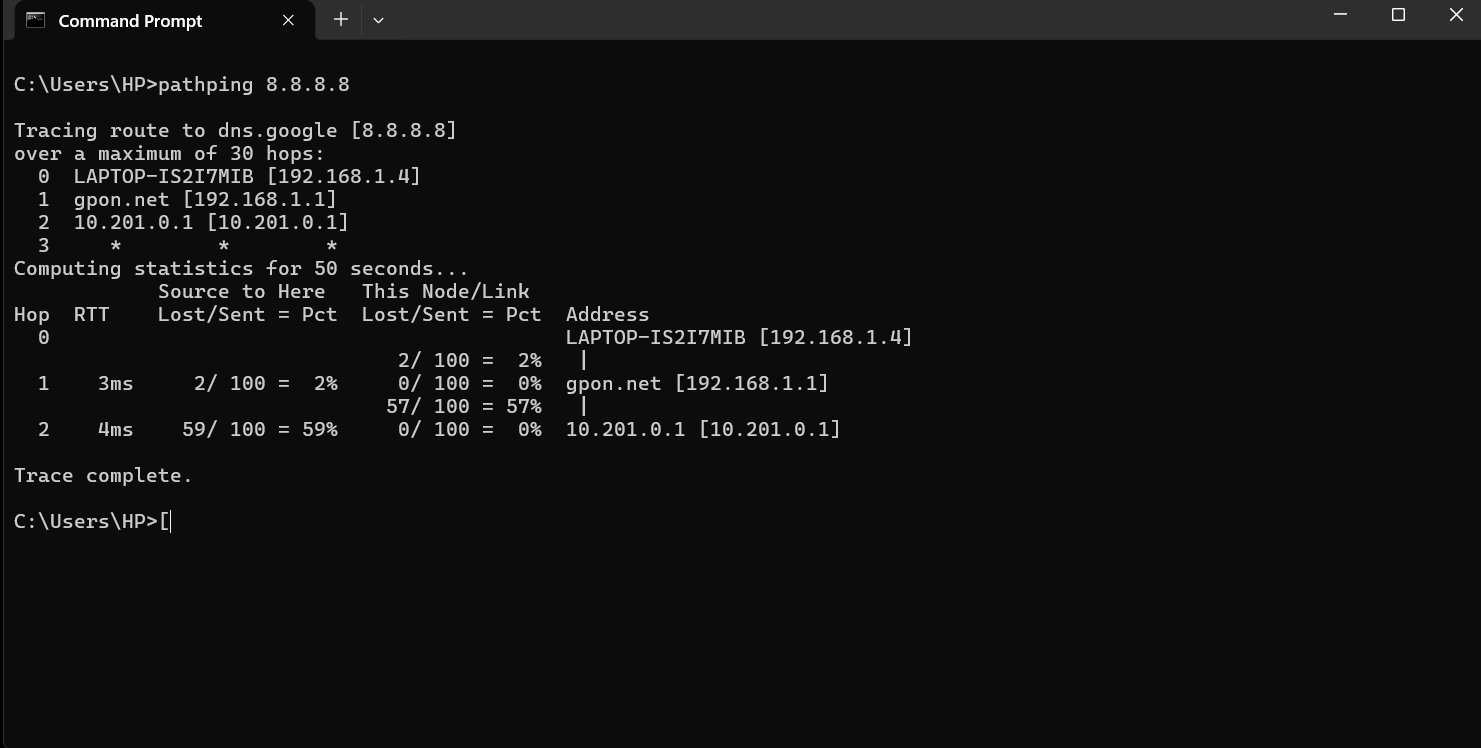 Command Prompt
C:\Users\HP>pathping 8.8.8.8
Tracing route to dns.google [8.8.8.8]
over a maximum of 30 hops:
  0  LAPTOP-IS2I7MIB [192.168.1.4]
  1  gpon.net [192.168.1.1]
  2  10.201.0.1 [10.201.0.1]
  3     *        *        *
Computing statistics for 50 seconds...
            Source to Here   This Node/Link
Hop  RTT    Lost/Sent = Pct  Lost/Sent = Pct  Address
  0                                           LAPTOP-IS2I7MIB [192.168.1.4]
                                2/ 100 =  2%   |
  1    3ms     2/ 100 =  2%     0/ 100 =  0%  gpon.net [192.168.1.1]
                               57/ 100 = 57%   |
  2    4ms    59/ 100 = 59%     0/ 100 =  0%  10.201.0.1 [10.201.0.1]
Trace complete.
C:\Users\HP>[